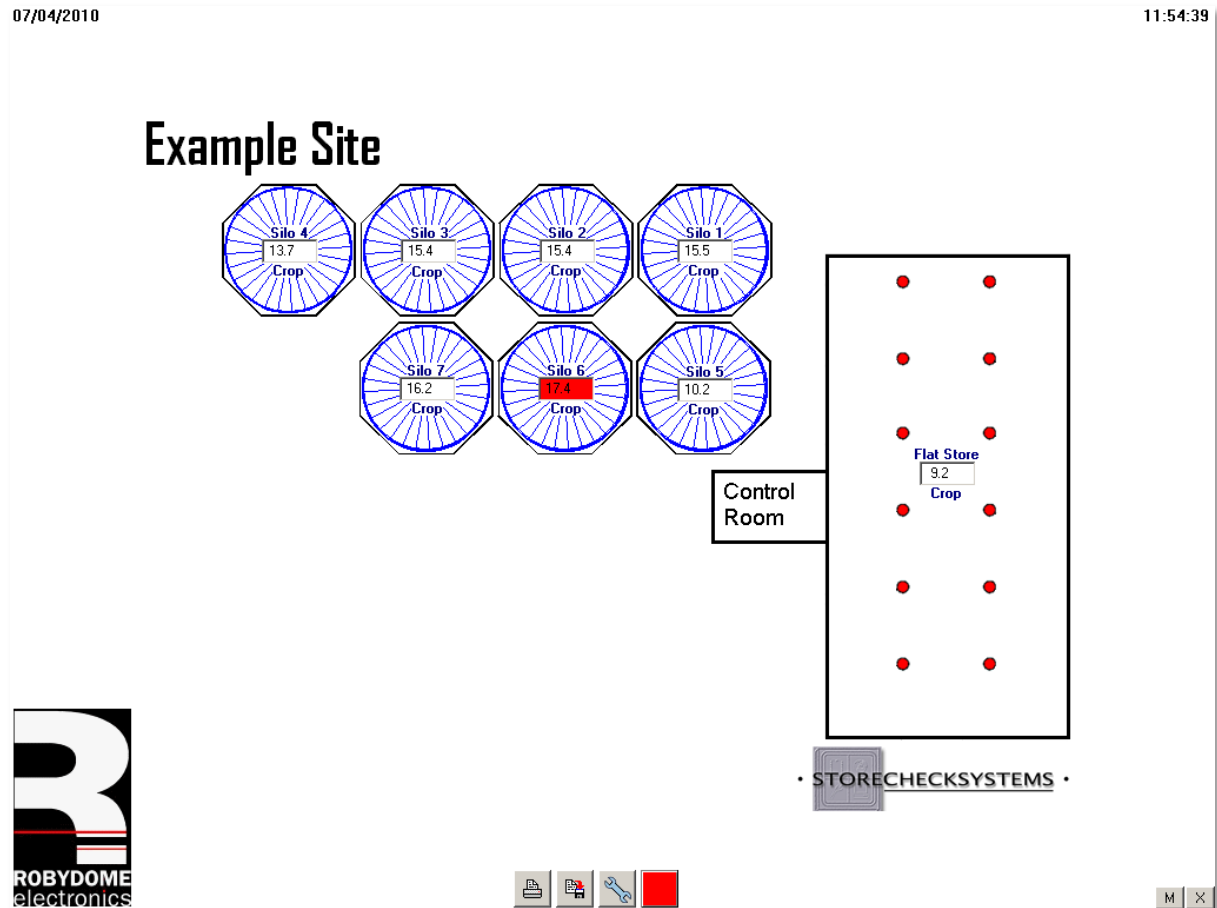 07/04/2010
11:54:39
Example Site
Silo 4
13.7
Crop
Silo 3
15.4
Crop
Silo 2
15.4
Crop
Silo 1
15.5
Crop
Silo 7
16.2
Crop
Silo 6
17.4
Crop
Silo 5
10.2
Crop
Flat Store
9.2
Crop
Control
Room
· STORECHECKSYSTEMS ·
ROBYDOME
electronics
M
X